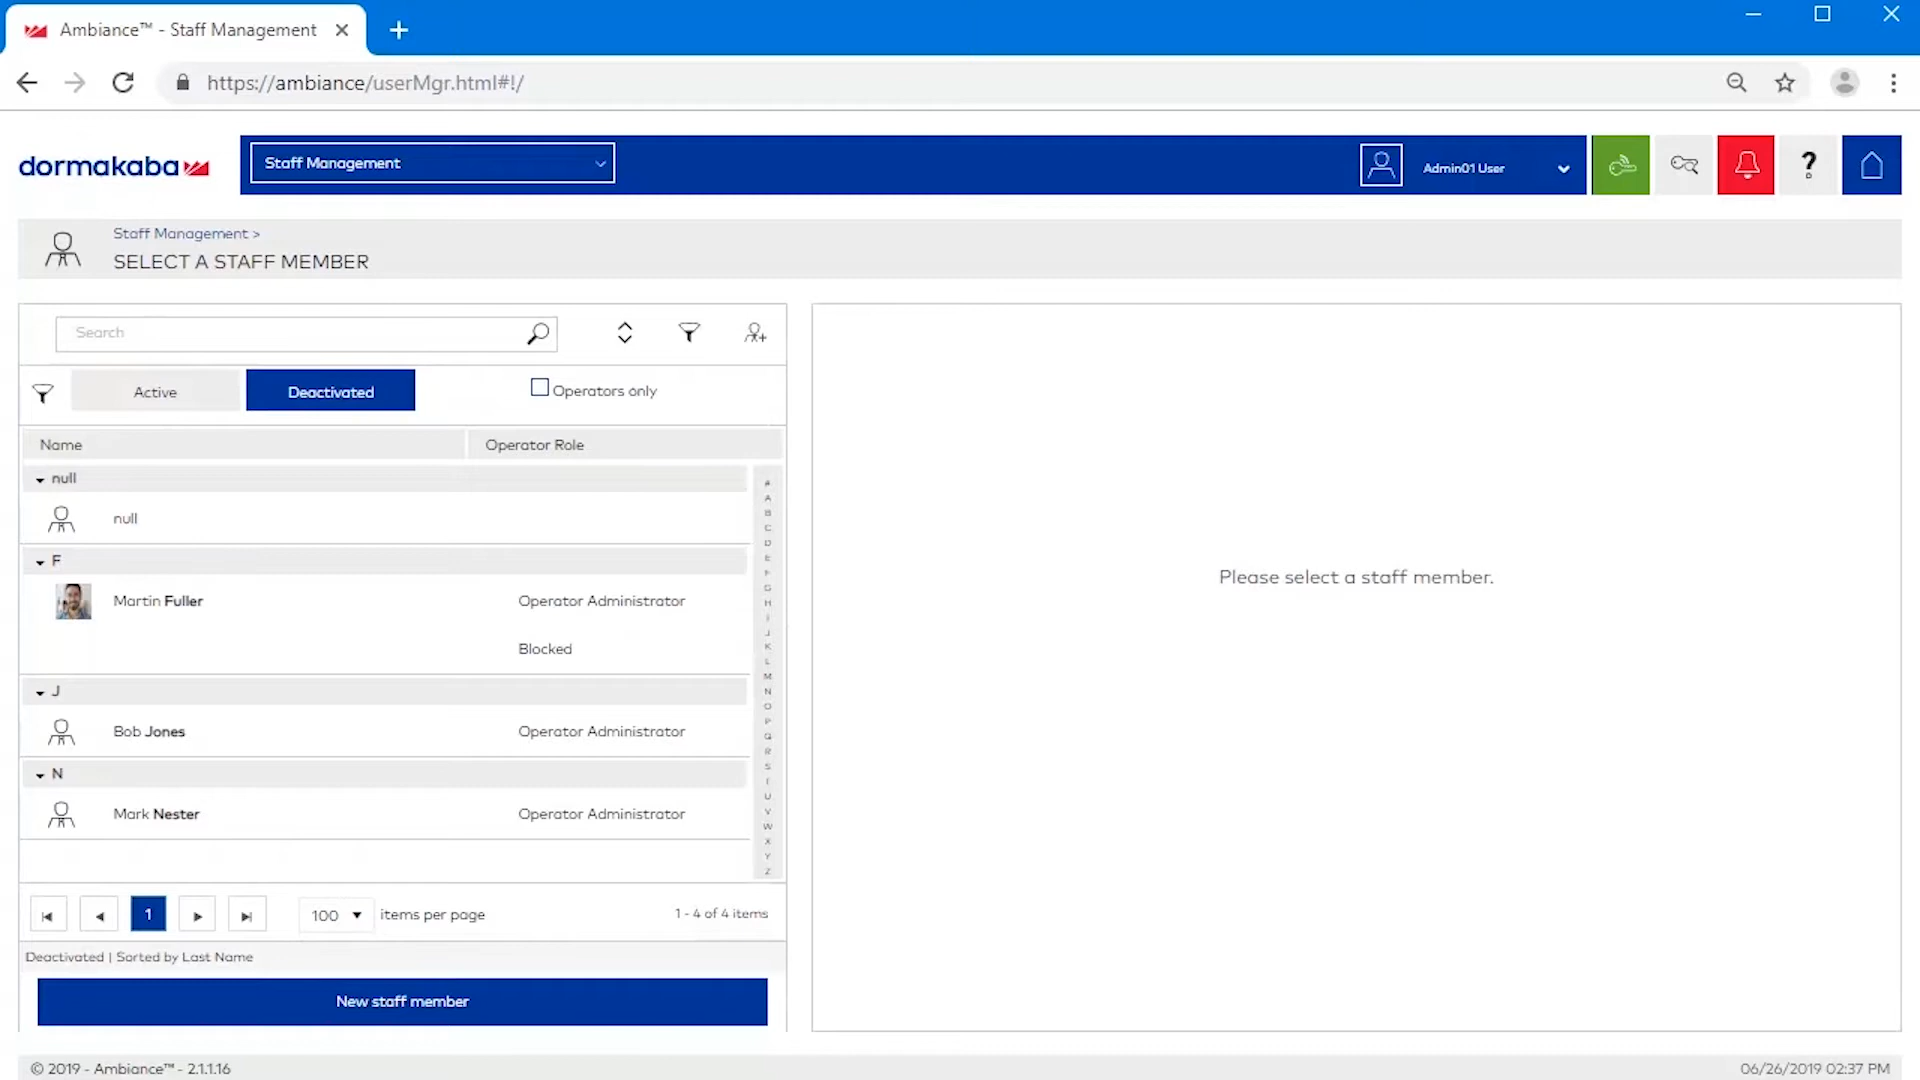 Ambiance™ - Staff Management
https://ambiance/userMgr.html#!/
dormakaba
Staff Management
Admin01 User
?
Staff Management >
SELECT A STAFF MEMBER
Search
Active
Deactivated
Operators only
Name
Operator Role
null
null
F
Martin Fuller
Operator Administrator
Blocked
J
Bob Jones
Operator Administrator
N
Mark Nester
Operator Administrator
#
A
B
C
D
E
F
G
H
I
J
K
L
M
N
O
P
Q
R
S
T
U
V
W
X
Y
Z
Please select a staff member.
1
100
items per page
1 - 4 of 4 items
Deactivated | Sorted by Last Name
New staff member
© 2019 - Ambiance™ - 2.1.1.16
06/26/2019 02:37 PM